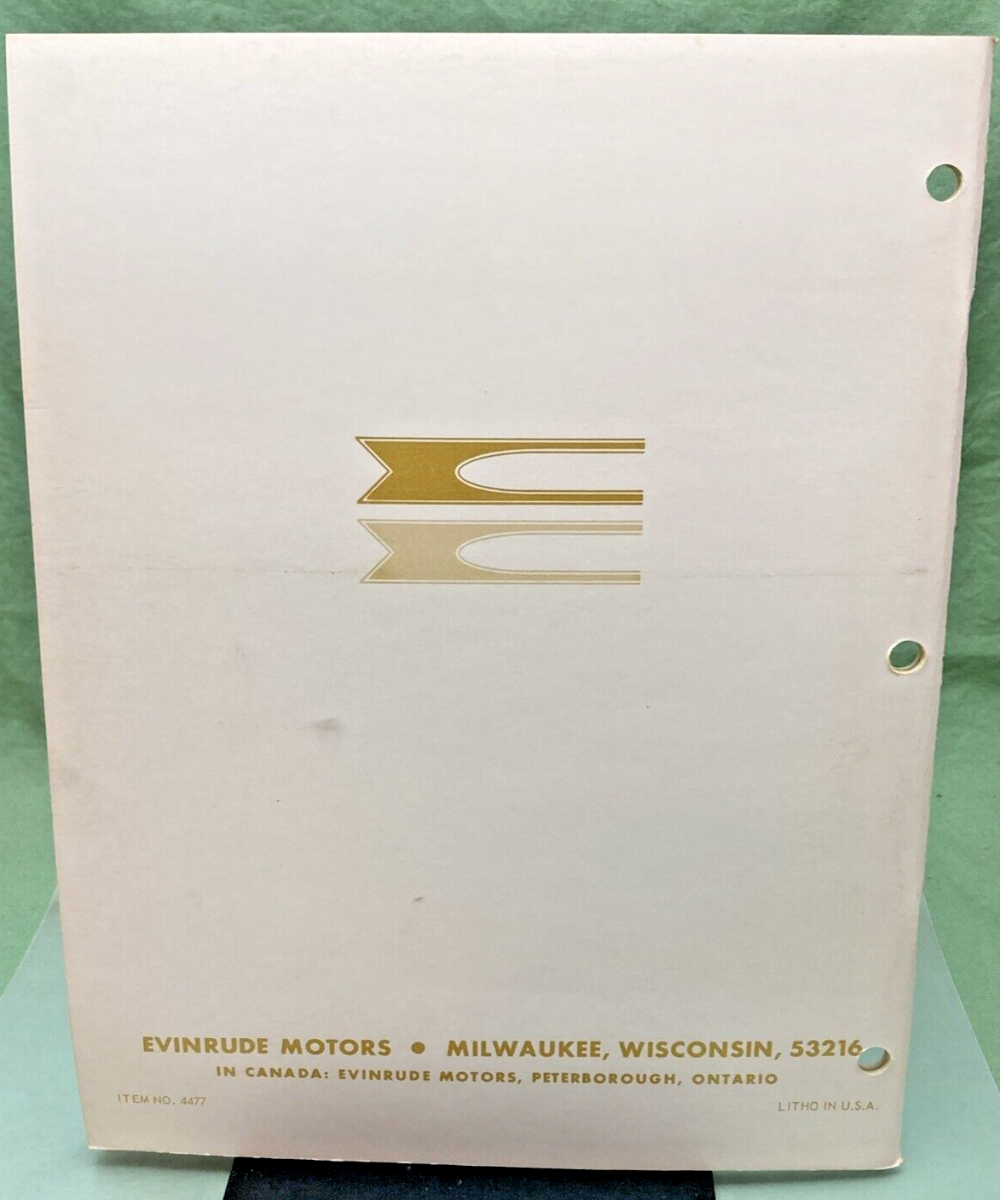 EVINRUDE MOTORS ● MILWAUKEE, WISCONSIN, 53216
IN CANADA: EVINRUDE MOTORS, PETERBOROUGH, ONTARIO
ITEM NO. 4477
LITHO IN U.S.A.